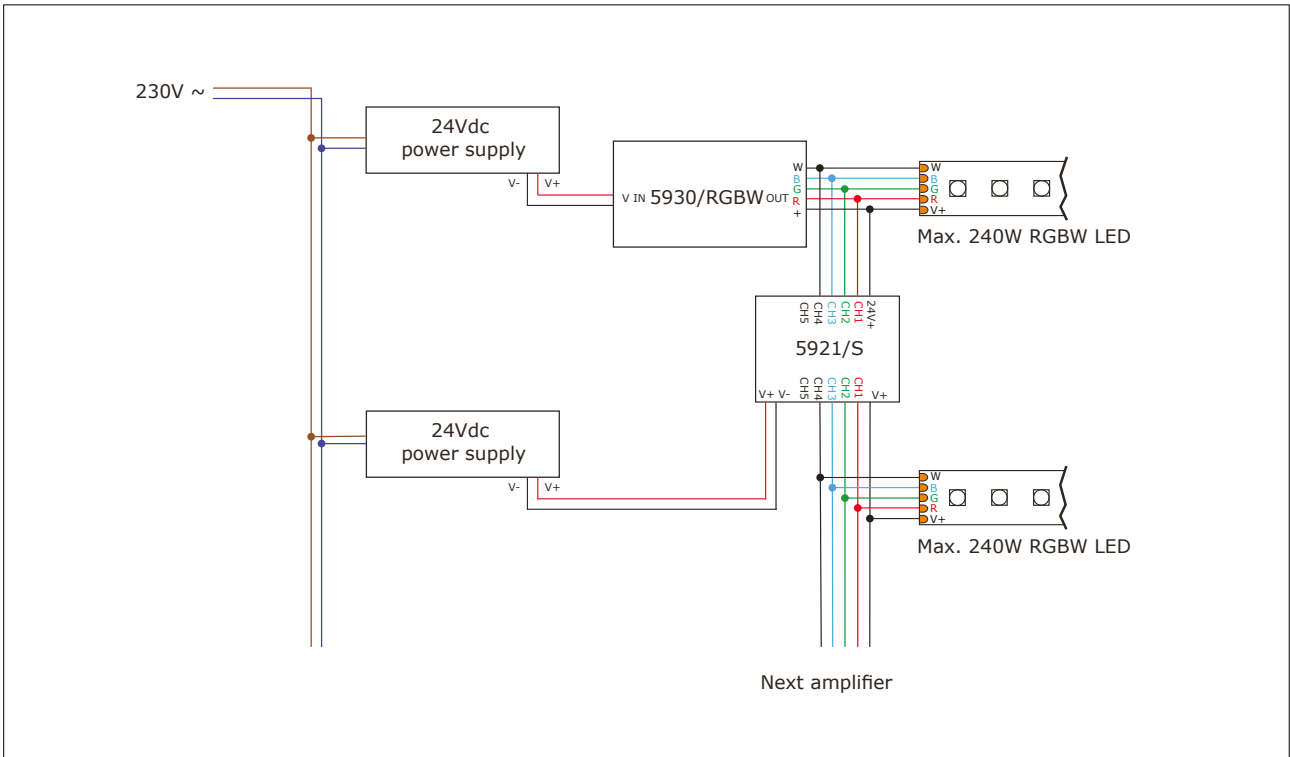 230V ~
24Vdc
power supply
V-
V+
V IN
5930/RGBW
OUT
W
B
G
R
+
W
B
G
R
V+
Max. 240W RGBW LED
CH5
CH4
CH3
CH2
CH1
24V+
5921/S
V+
V-
CH5
CH4
CH3
CH2
CH1
V+
24Vdc
power supply
V-
V+
W
B
G
R
V+
Max. 240W RGBW LED
Next amplifier